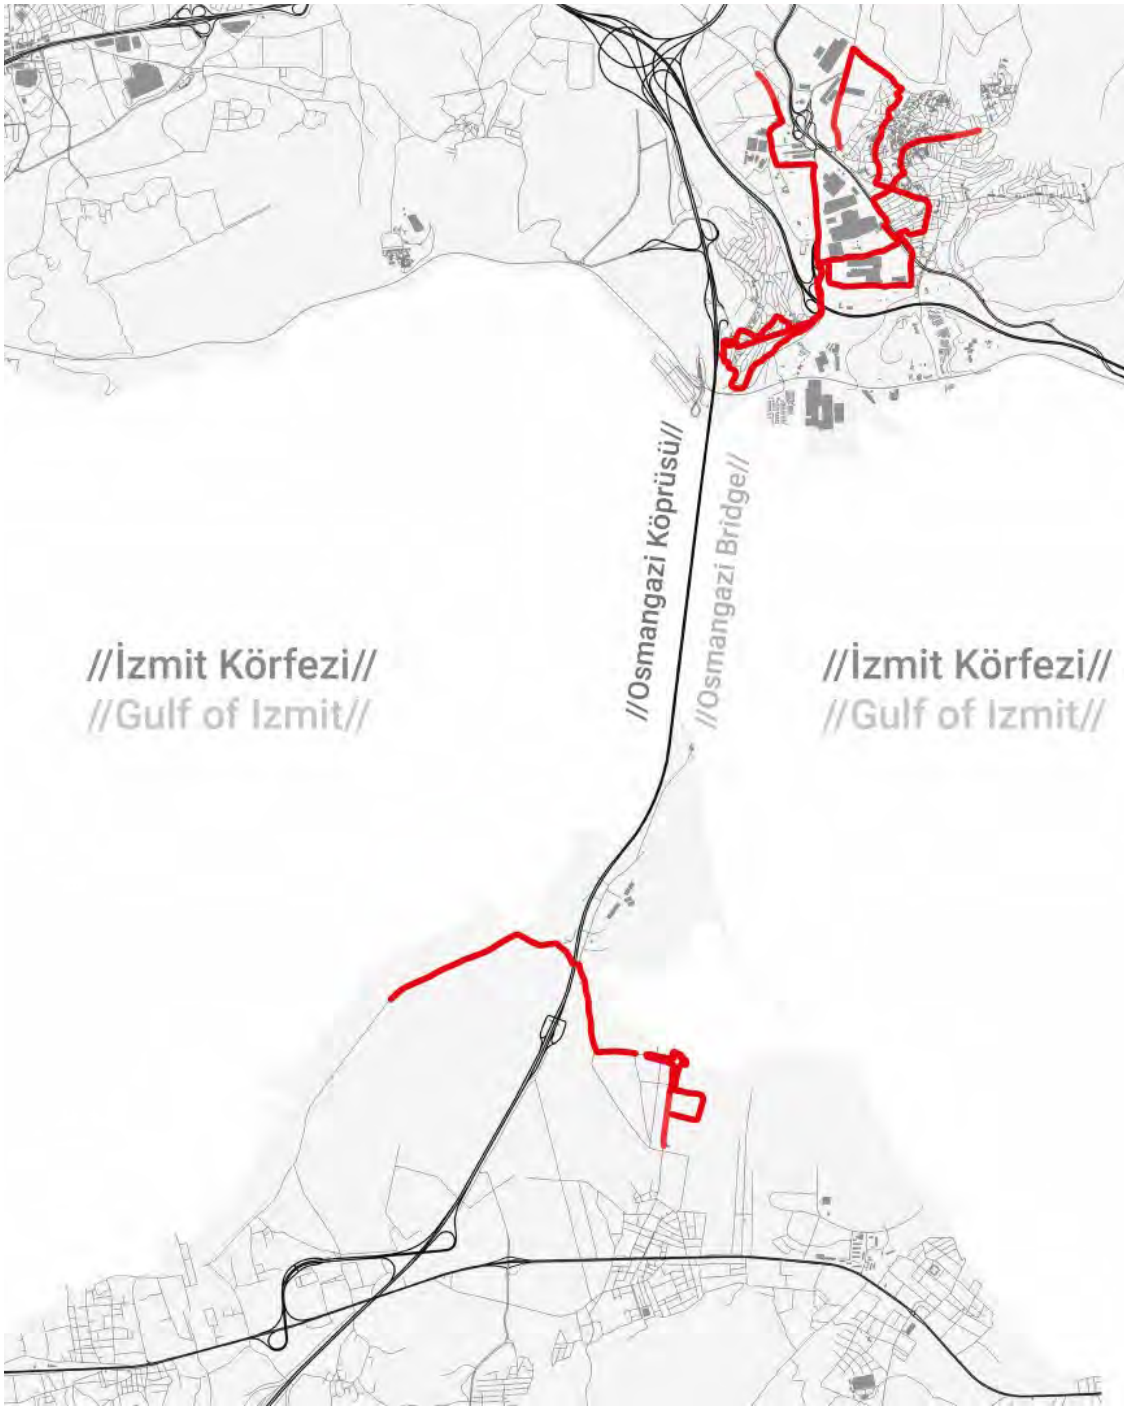 //Osmangazi Köprüsü//
//Osmangazi Bridge//
//İzmit Körfezi//
//Gulf of Izmit//
//İzmit Körfezi//
//Gulf of Izmit//